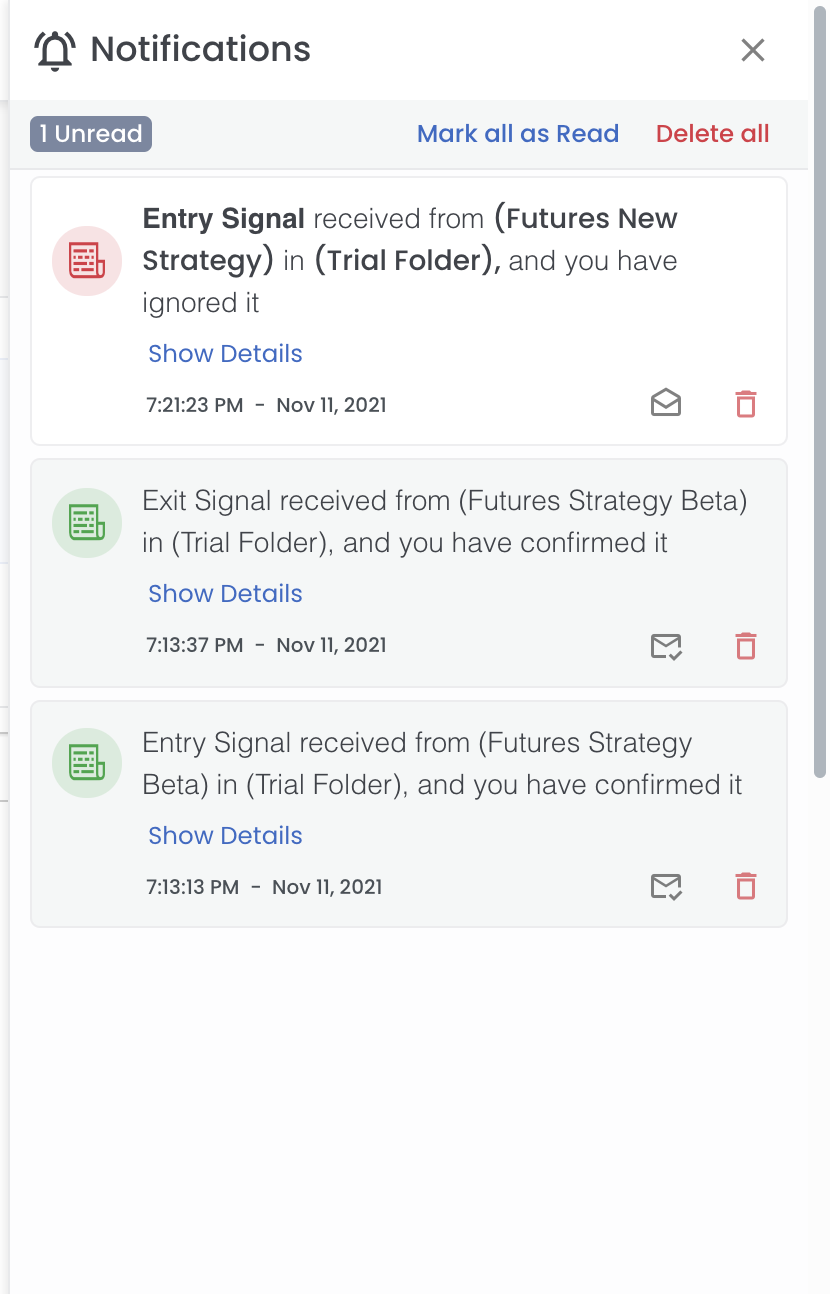 Notifications
1 Unread Mark all as Read Delete all
Entry Signal received from (Futures New
Strategy) in (Trial Folder), and you have
ignored it
Show Details
7:21:23 PM - Nov 11, 2021
Exit Signal received from (Futures Strategy Beta)
in (Trial Folder), and you have confirmed it
Show Details
7:13:37 PM - Nov 11, 2021
Entry Signal received from (Futures Strategy
Beta) in (Trial Folder), and you have confirmed it
Show Details
7:13:13 PM - Nov 11, 2021